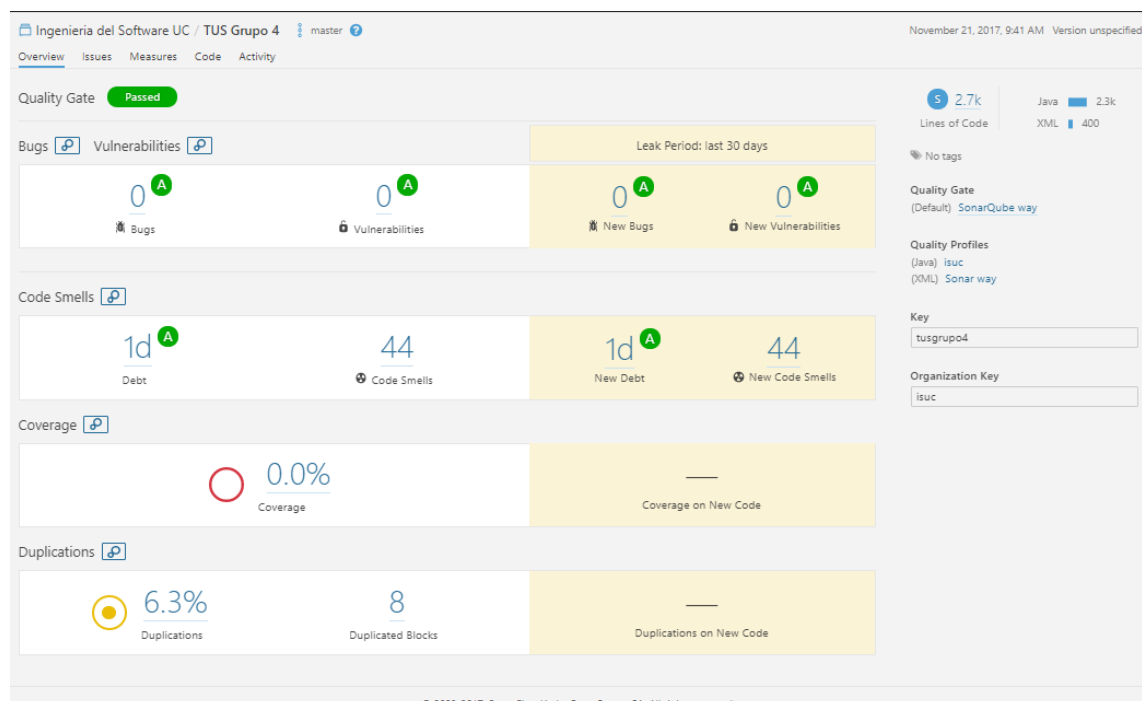 Ingenieria del Software UC / TUS Grupo 4 master ?
November 21, 2017, 9:41 AM Version unspecified
Overview Issues Measures Code Activity
Quality Gate Passed
Bugs Vulnerabilities
Leak Period: last 30 days
0 A 0 A 0 A 0 A
Bugs Vulnerabilities New Bugs New Vulnerabilities
Code Smells
1d A 44 1d A 44
Debt Code Smells New Debt New Code Smells
Coverage
0.0% —
Coverage Coverage on New Code
Duplications
6.3% 8 —
Duplications Duplicated Blocks Duplications on New Code
S 2.7k Java 2.3k
Lines of Code XML 400
No tags
Quality Gate
(Default) SonarQube way
Quality Profiles
(Java) isuc
(XML) Sonar way
Key
tusgrupo4
Organization Key
isuc